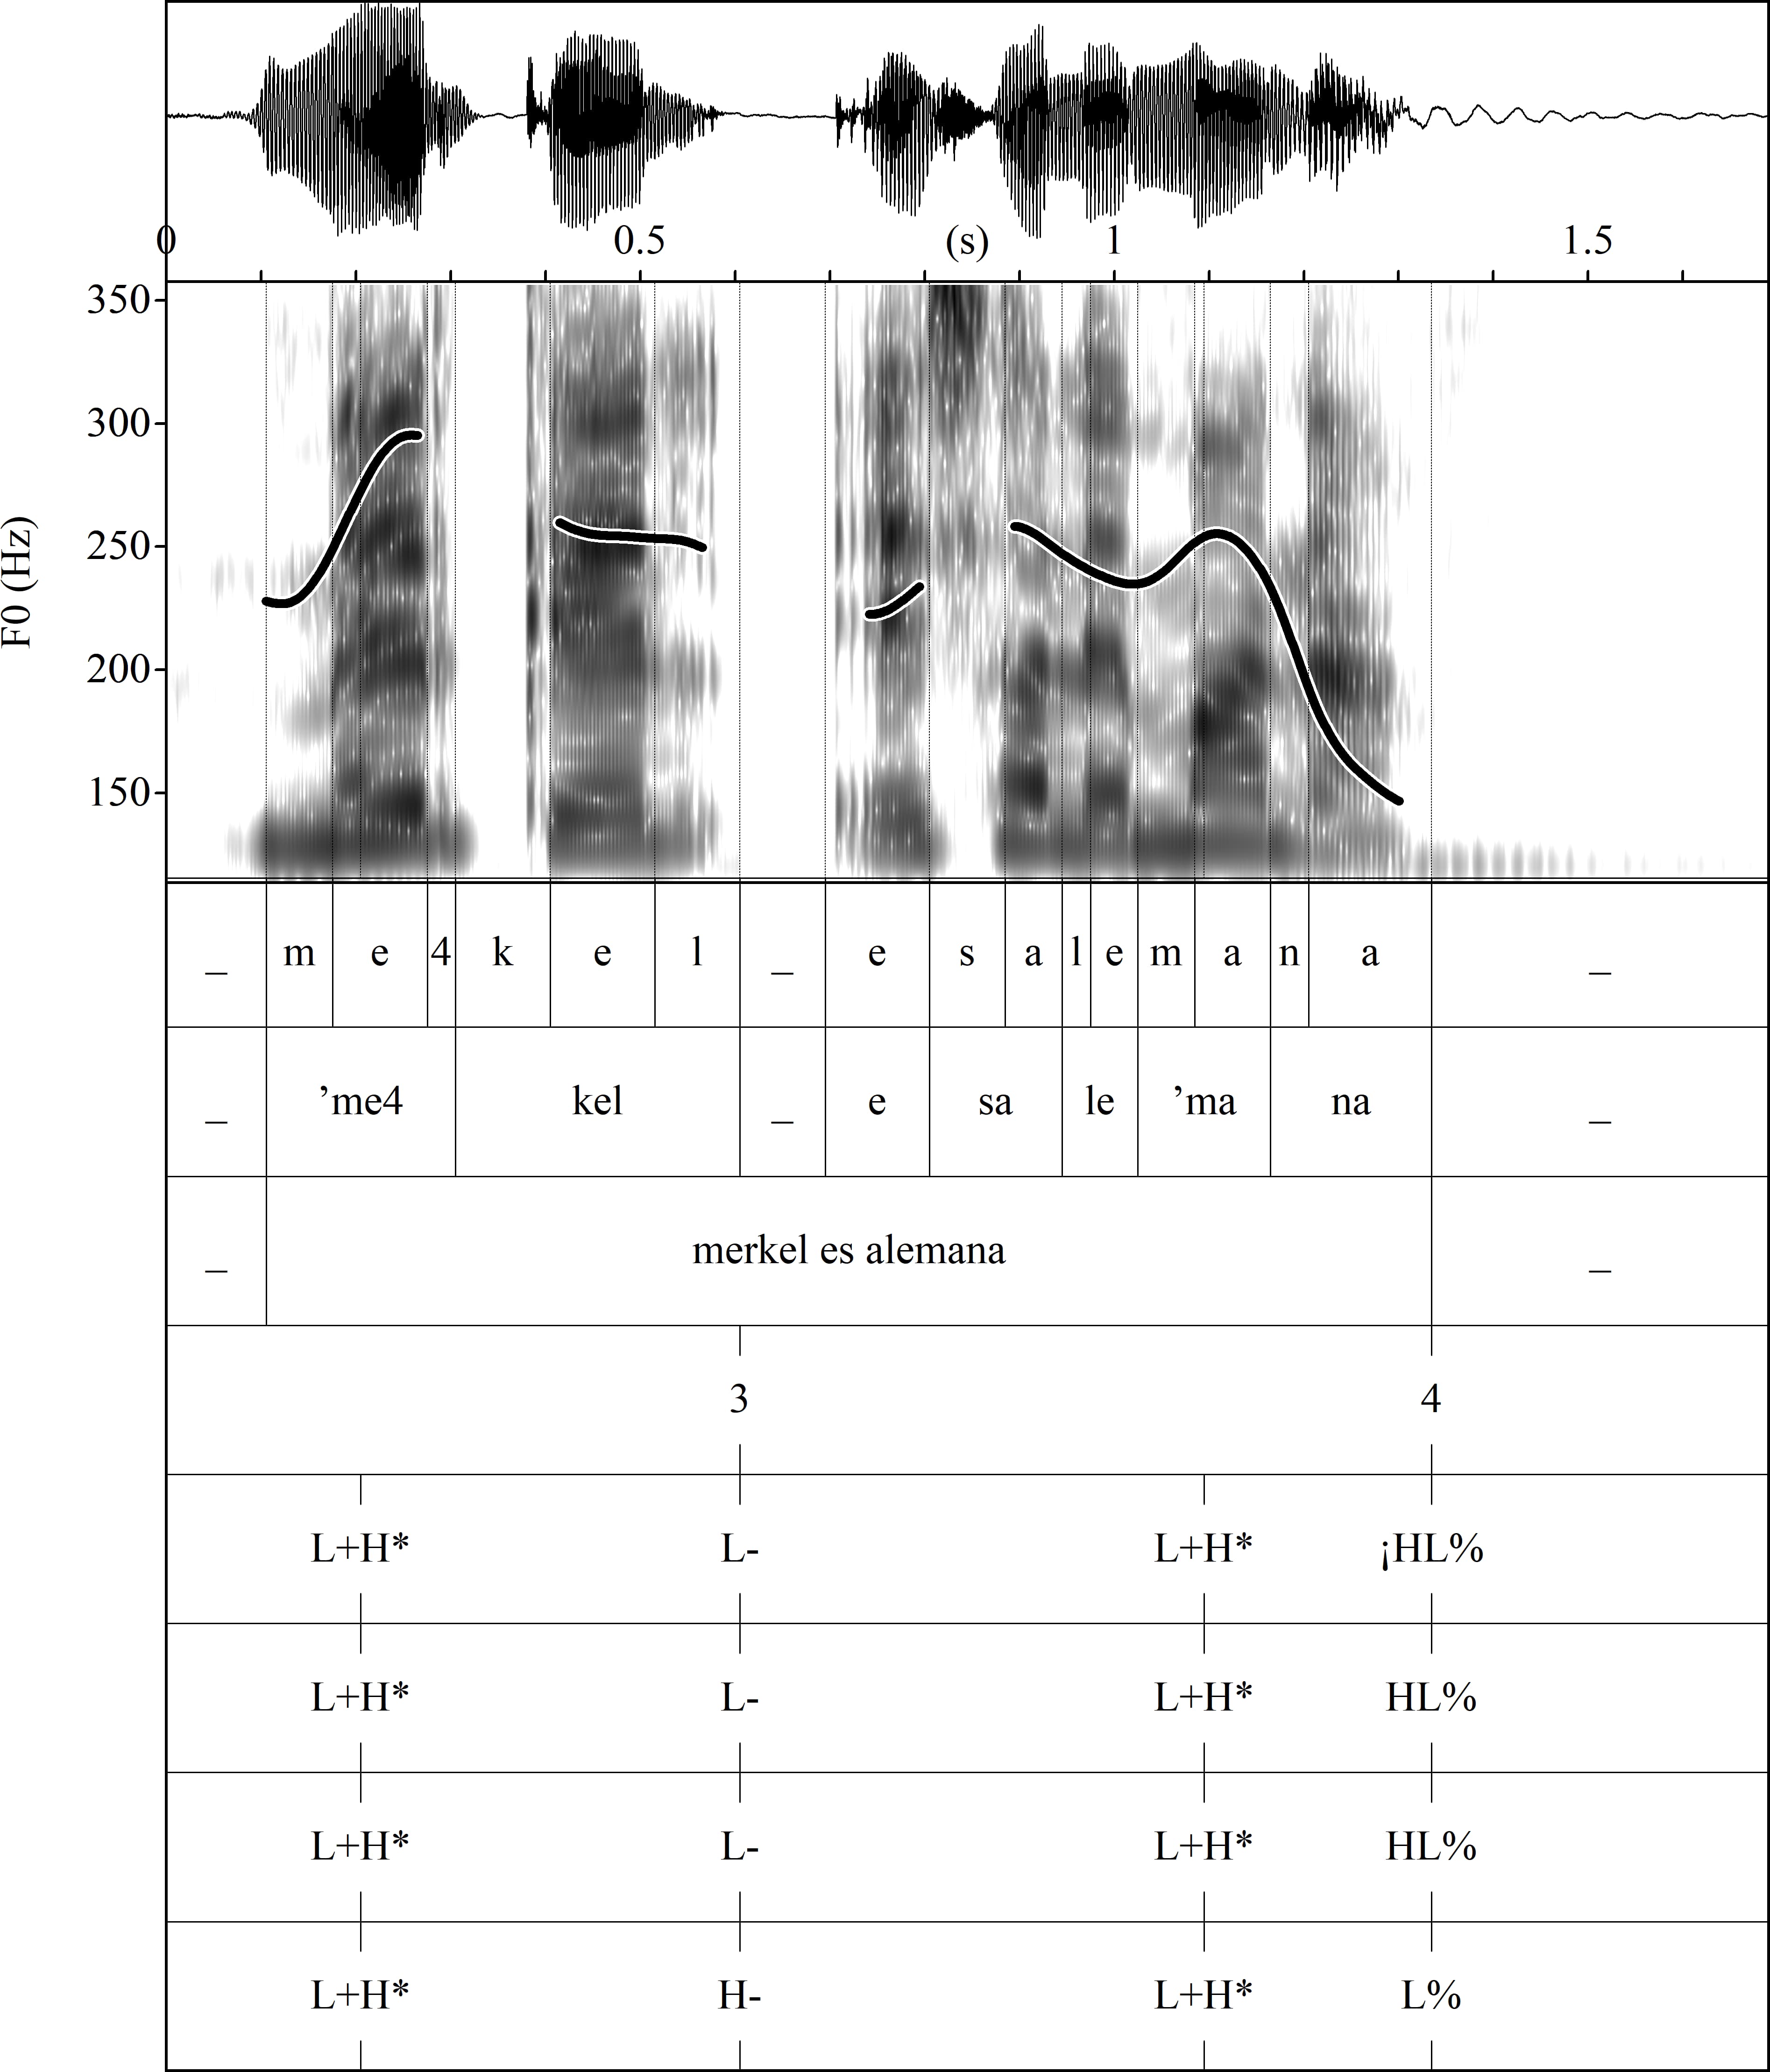 0 0.5 (s) 1 1.5
350
300
250
200
150
F0 (Hz)
_ m e 4 k e l _ e s a l e m a n a _
_ ’me4 kel _ e sa le ’ma na _
_ merkel es alemana _
3 4
L+H* L- L+H* ¡HL%
L+H* L- L+H* HL%
L+H* L- L+H* HL%
L+H* H- L+H* L%